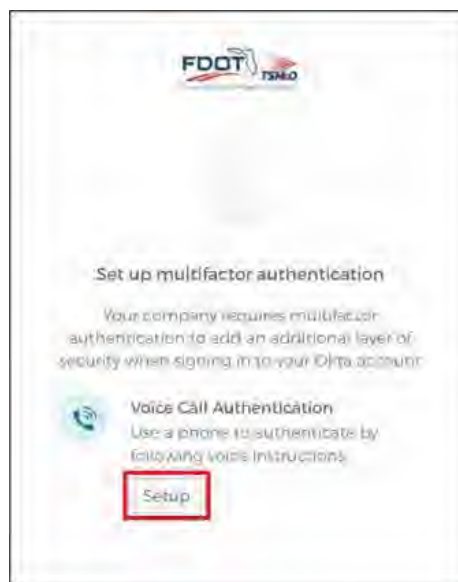 FDOT
TSM&O
Set up multifactor authentication
Your company requires multifactor
authentication to add an additional layer of
security when signing in to your Okta account
Voice Call Authentication
Use a phone to authenticate by
following voice instructions
Setup